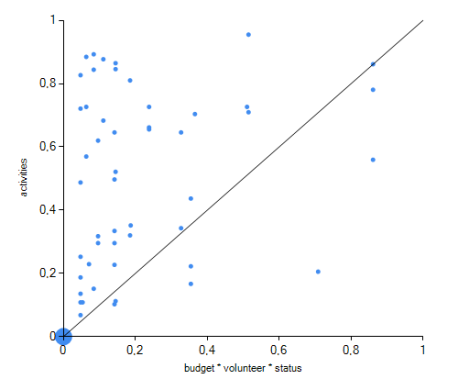 1
0,8
activities
0,6
0,4
0,2
0
0 0,2 0,4 0,6 0,8 1
budget * volunteer * status